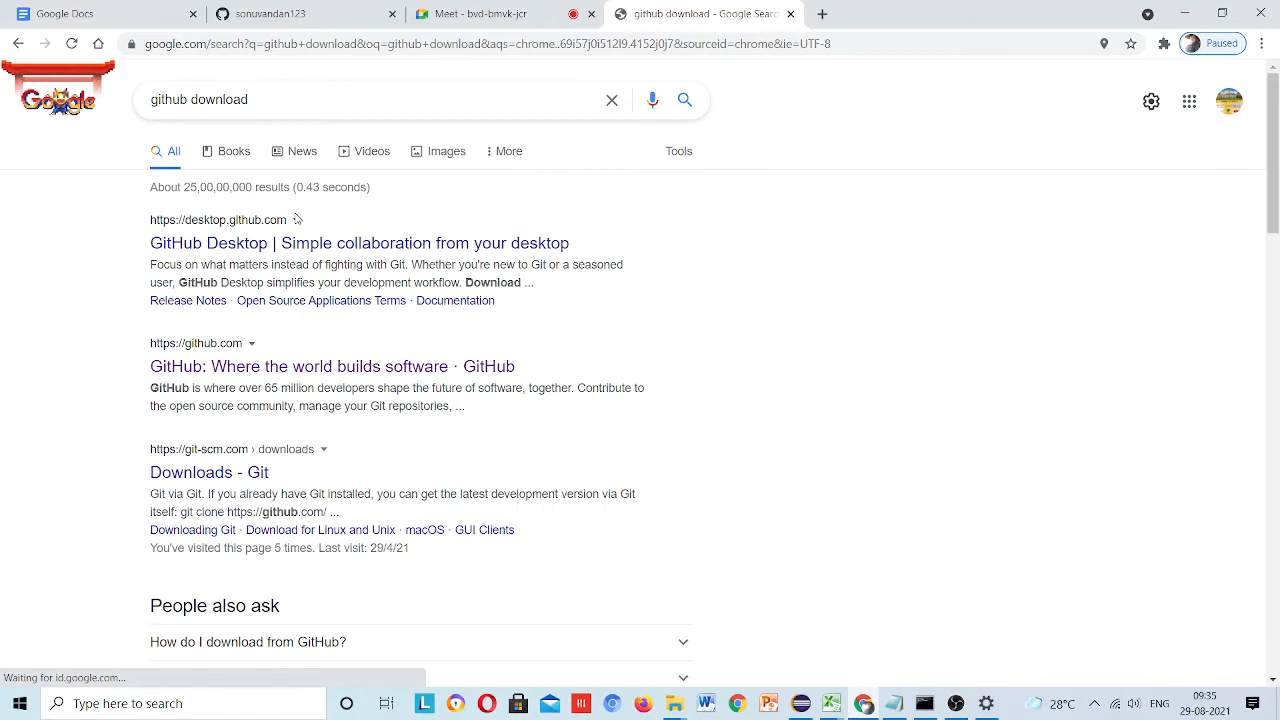 Google Docs
sonuvandan123
Meet - bvd-bmvk-jcr
github download - Google Sear
google.com/search?q=github+download&oq=github+download&aqs=chrome..69i57j0i512l9.4152j0j7&sourceid=chrome&ie=UTF-8
Paused
Google
github download
All
Books
News
Videos
Images
More
Tools
About 25,00,00,000 results (0.43 seconds)
https://desktop.github.com
GitHub Desktop | Simple collaboration from your desktop
Focus on what matters instead of fighting with Git. Whether you're new to Git or a seasoned
user, GitHub Desktop simplifies your development workflow. Download ...
Release Notes · Open Source Applications Terms · Documentation
https://github.com
GitHub: Where the world builds software · GitHub
GitHub is where over 65 million developers shape the future of software, together. Contribute to
the open source community, manage your Git repositories, ...
https://git-scm.com › downloads
Downloads - Git
Git via Git. If you already have Git installed, you can get the latest development version via Git
itself: git clone https://github.com/ ...
Downloading Git · Download for Linux and Unix · macOS · GUI Clients
You've visited this page 5 times. Last visit: 29/4/21
People also ask
How do I download from GitHub?
Waiting for id.google.com...
Type here to search
28°C
ENG
09:35
29-08-2021